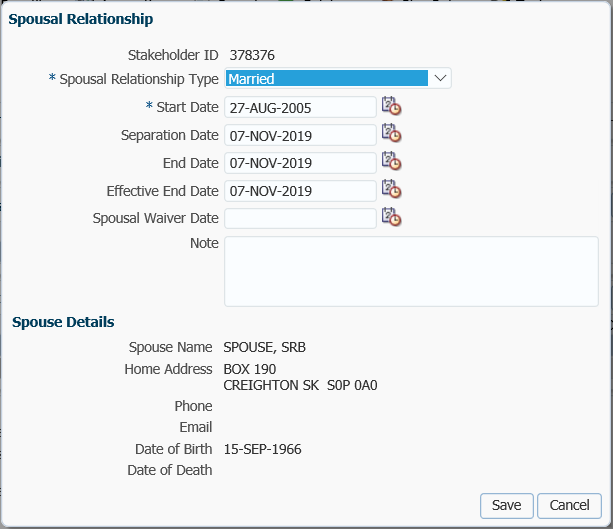 Spousal Relationship
Stakeholder ID 378376
* Spousal Relationship Type Married
* Start Date 27-AUG-2005
Separation Date 07-NOV-2019
End Date 07-NOV-2019
Effective End Date 07-NOV-2019
Spousal Waiver Date
Note
Spouse Details
Spouse Name SPOUSE, SRB
Home Address BOX 190
CREIGHTON SK S0P 0A0
Phone
Email
Date of Birth 15-SEP-1966
Date of Death
Save Cancel